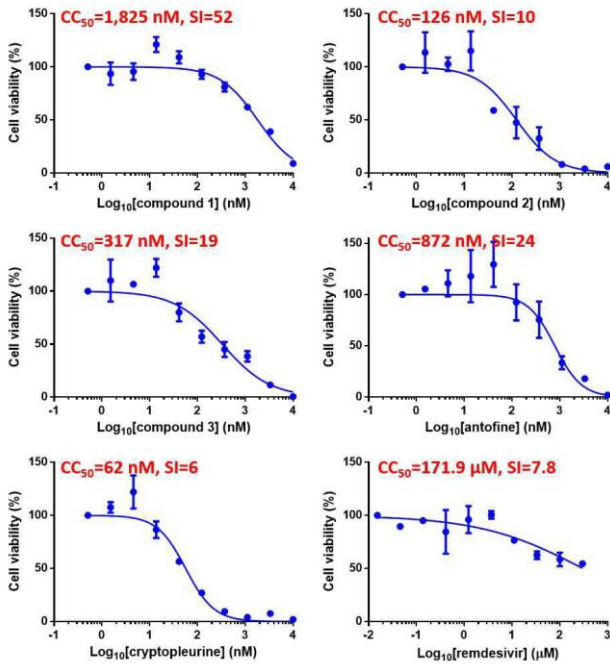 CC50=1,825 nM, SI=52
150
100
50
0
Cell viability (%)
-1 0 1 2 3 4
Log10[compound 1] (nM)
CC50=126 nM, SI=10
150
100
50
0
Cell viability (%)
-1 0 1 2 3 4
Log10[compound 2] (nM)
CC50=317 nM, SI=19
150
100
50
0
Cell viability (%)
-1 0 1 2 3 4
Log10[compound 3] (nM)
CC50=872 nM, SI=24
150
100
50
0
Cell viability (%)
-1 0 1 2 3 4
Log10[antofine] (nM)
CC50=62 nM, SI=6
150
100
50
0
Cell viability (%)
-1 0 1 2 3 4
Log10[cryptopleurine] (nM)
CC50=171.9 μM, SI=7.8
150
100
50
0
Cell viability (%)
-2 -1 0 1 2 3
Log10[remdesivir] (μM)